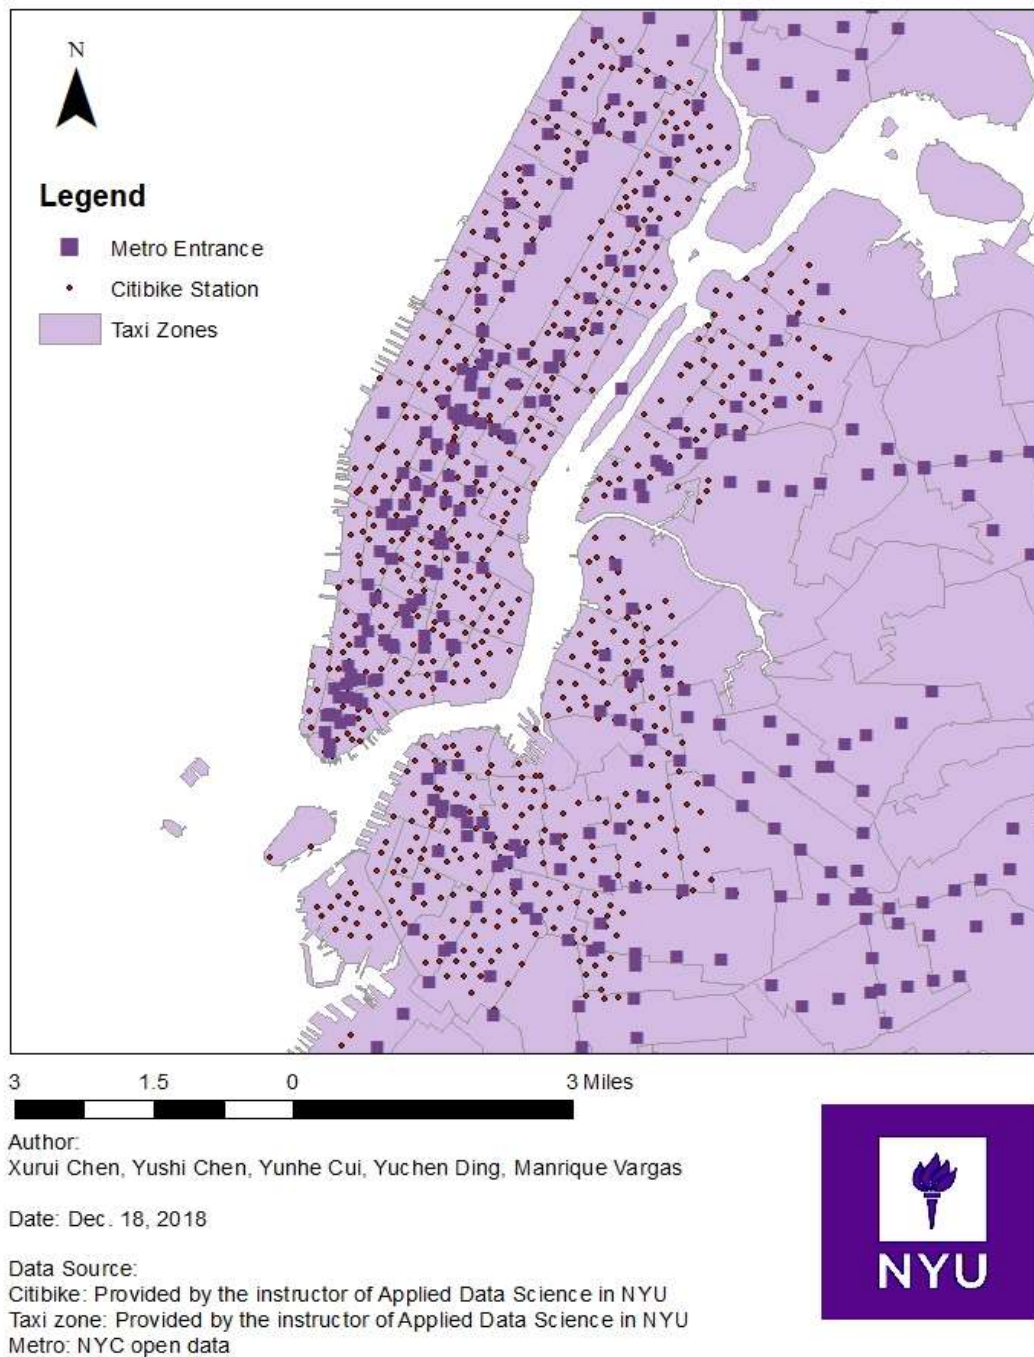 N
Legend
Metro Entrance
Citibike Station
Taxi Zones
3 1.5 0 3 Miles
Author:
Xurui Chen, Yushi Chen, Yunhe Cui, Yuchen Ding, Manrique Vargas
Date: Dec. 18, 2018
Data Source:
Citibike: Provided by the instructor of Applied Data Science in NYU
Taxi zone: Provided by the instructor of Applied Data Science in NYU
Metro: NYC open data
NYU